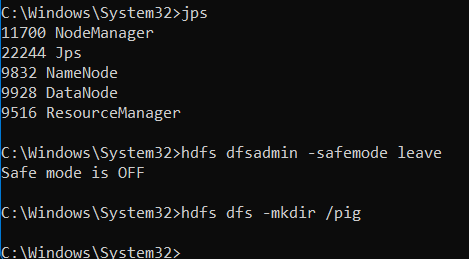 C:\Windows\System32>jps
11700 NodeManager
22244 Jps
9832 NameNode
9928 DataNode
9516 ResourceManager
C:\Windows\System32>hdfs dfsadmin -safemode leave
Safe mode is OFF
C:\Windows\System32>hdfs dfs -mkdir /pig
C:\Windows\System32>